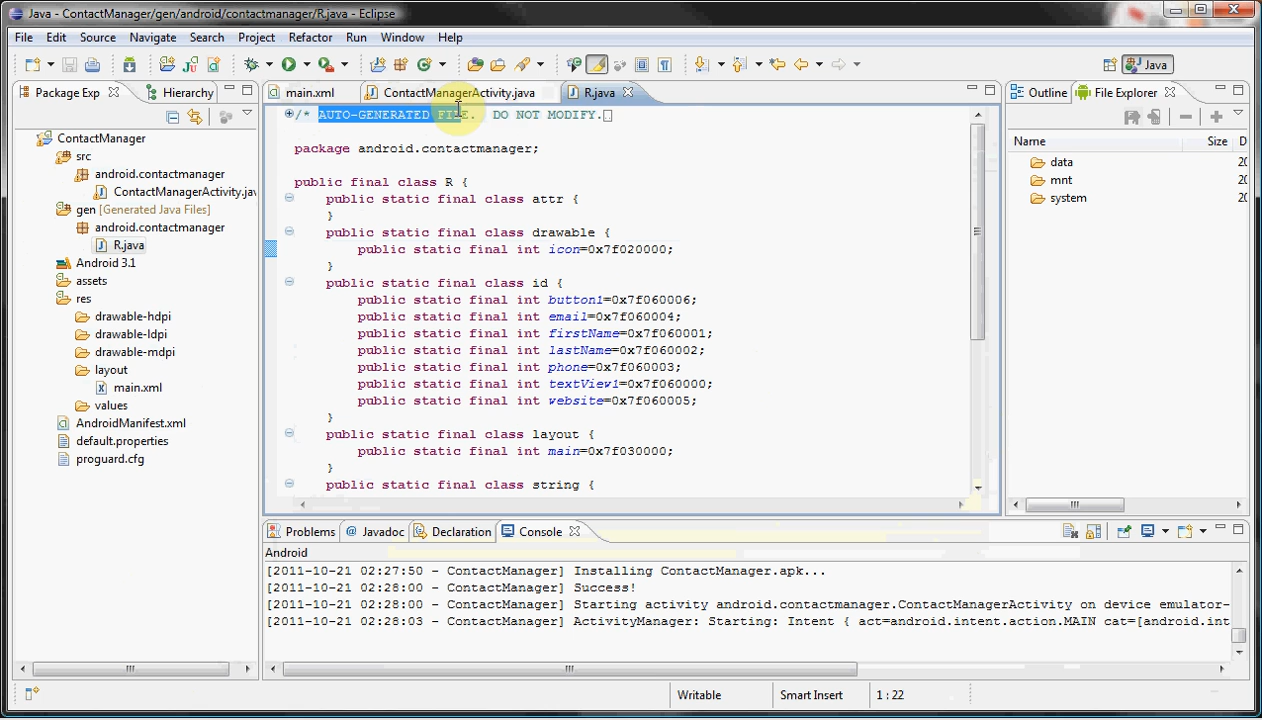 Java - ContactManager/gen/android/contactmanager/R.java - Eclipse
File Edit Source Navigate Search Project Refactor Run Window Help
Java
Package Exp
Hierarchy
main.xml
ContactManagerActivity.java
R.java
Outline
File Explorer
ContactManager
src
android.contactmanager
ContactManagerActivity.jav
gen [Generated Java Files]
android.contactmanager
R.java
Android 3.1
assets
res
drawable-hdpi
drawable-ldpi
drawable-mdpi
layout
main.xml
values
AndroidManifest.xml
default.properties
proguard.cfg
/* AUTO-GENERATED FILE.  DO NOT MODIFY.
package android.contactmanager;
public final class R {
public static final class attr {
}
public static final class drawable {
public static final int icon=0x7f020000;
}
public static final class id {
public static final int button1=0x7f060006;
public static final int email=0x7f060004;
public static final int firstName=0x7f060001;
public static final int lastName=0x7f060002;
public static final int phone=0x7f060003;
public static final int textView1=0x7f060000;
public static final int website=0x7f060005;
}
public static final class layout {
public static final int main=0x7f030000;
}
public static final class string {
Name Size D
data 20
mnt 20
system 20
Problems @ Javadoc Declaration Console
Android
[2011-10-21 02:27:50 - ContactManager] Installing ContactManager.apk...
[2011-10-21 02:28:00 - ContactManager] Success!
[2011-10-21 02:28:00 - ContactManager] Starting activity android.contactmanager.ContactManagerActivity on device emulator-
[2011-10-21 02:28:03 - ContactManager] ActivityManager: Starting: Intent { act=android.intent.action.MAIN cat=[android.int
Writable Smart Insert 1 : 22